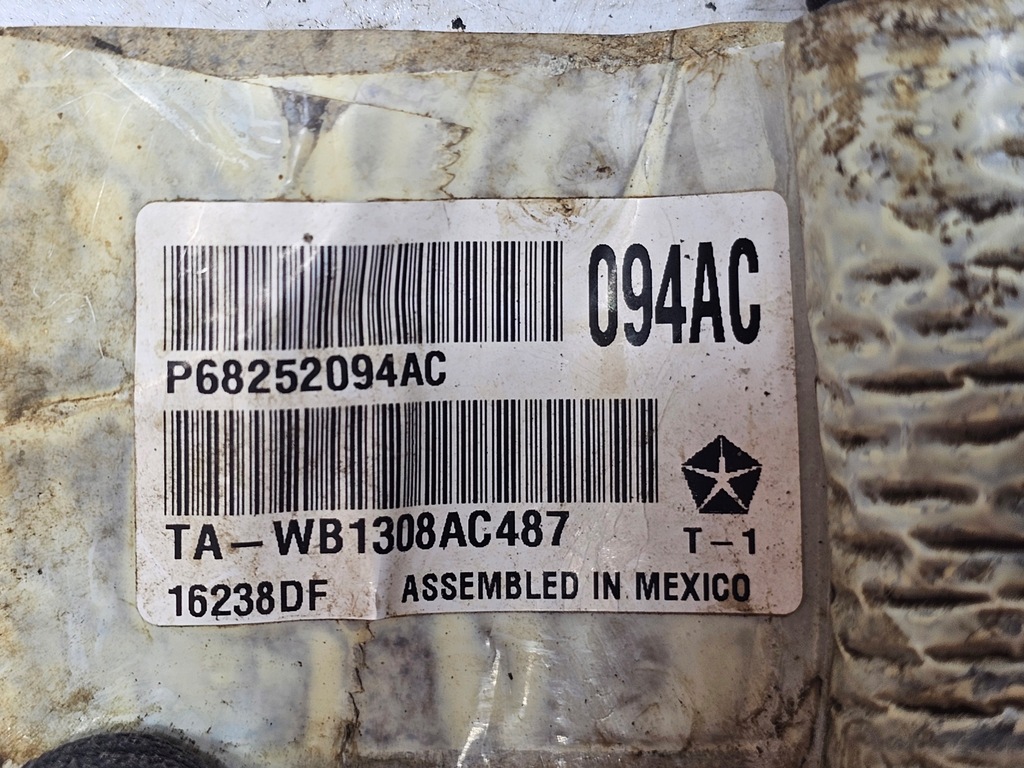 094AC
P68252094AC
TA-WB1308AC487
T-1
16238DF ASSEMBLED IN MEXICO